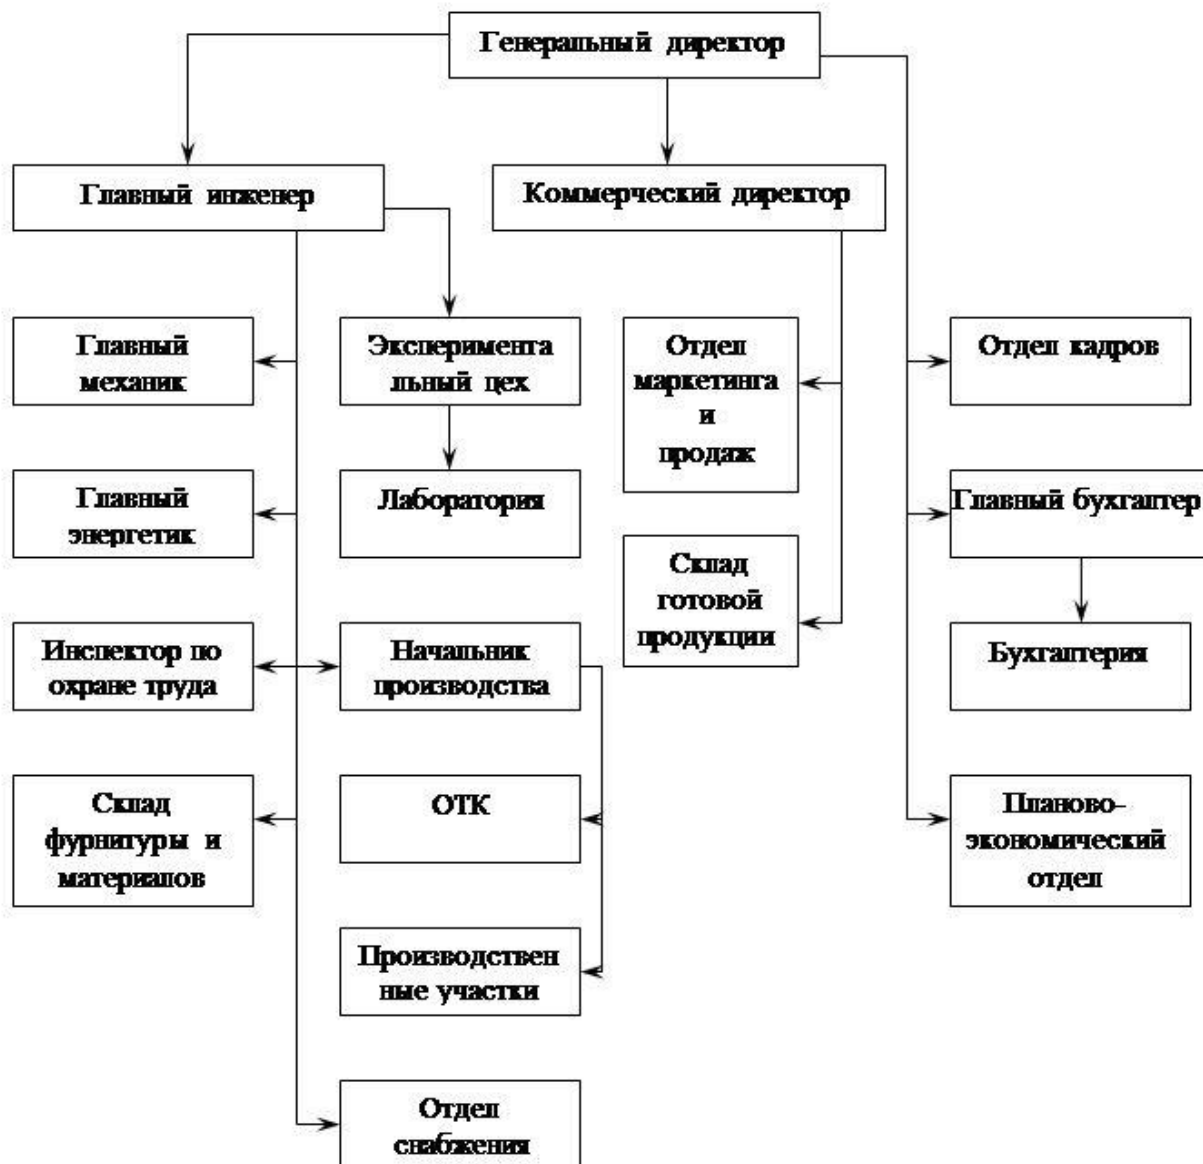 Генеральный директор
Главный инженер
Коммерческий директор
Главный
механик
Эксперимента
льный цех
Отдел
маркетинга
и
продаж
Отдел кадров
Главный
энергетик
Лаборатория
Склад
готовой
продукции
Главный бухгалтер
Инспектор по
охране труда
Начальник
производства
Бухгалтерия
Склад
фурнитуры и
материалов
ОТК
Планово-
экономический
отдел
Производствен
ные участки
Отдел
снабжения